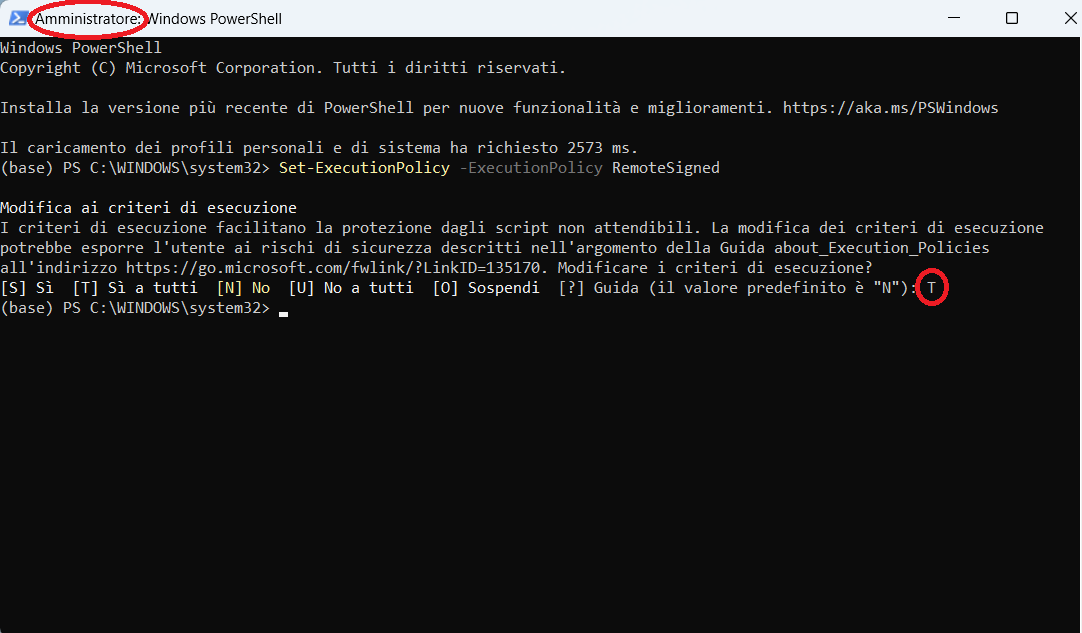 Amministratore: Windows PowerShell
Windows PowerShell
Copyright (C) Microsoft Corporation. Tutti i diritti riservati.
Installa la versione più recente di PowerShell per nuove funzionalità e miglioramenti. https://aka.ms/PSWindows
Il caricamento dei profili personali e di sistema ha richiesto 2573 ms.
(base) PS C:\WINDOWS\system32> Set-ExecutionPolicy -ExecutionPolicy RemoteSigned
Modifica ai criteri di esecuzione
I criteri di esecuzione facilitano la protezione dagli script non attendibili. La modifica dei criteri di esecuzione
potrebbe esporre l'utente ai rischi di sicurezza descritti nell'argomento della Guida about_Execution_Policies
all'indirizzo https://go.microsoft.com/fwlink/?LinkID=135170. Modificare i criteri di esecuzione?
[S] Sì  [T] Sì a tutti  [N] No  [U] No a tutti  [O] Sospendi  [?] Guida (il valore predefinito è "N"): T
(base) PS C:\WINDOWS\system32>